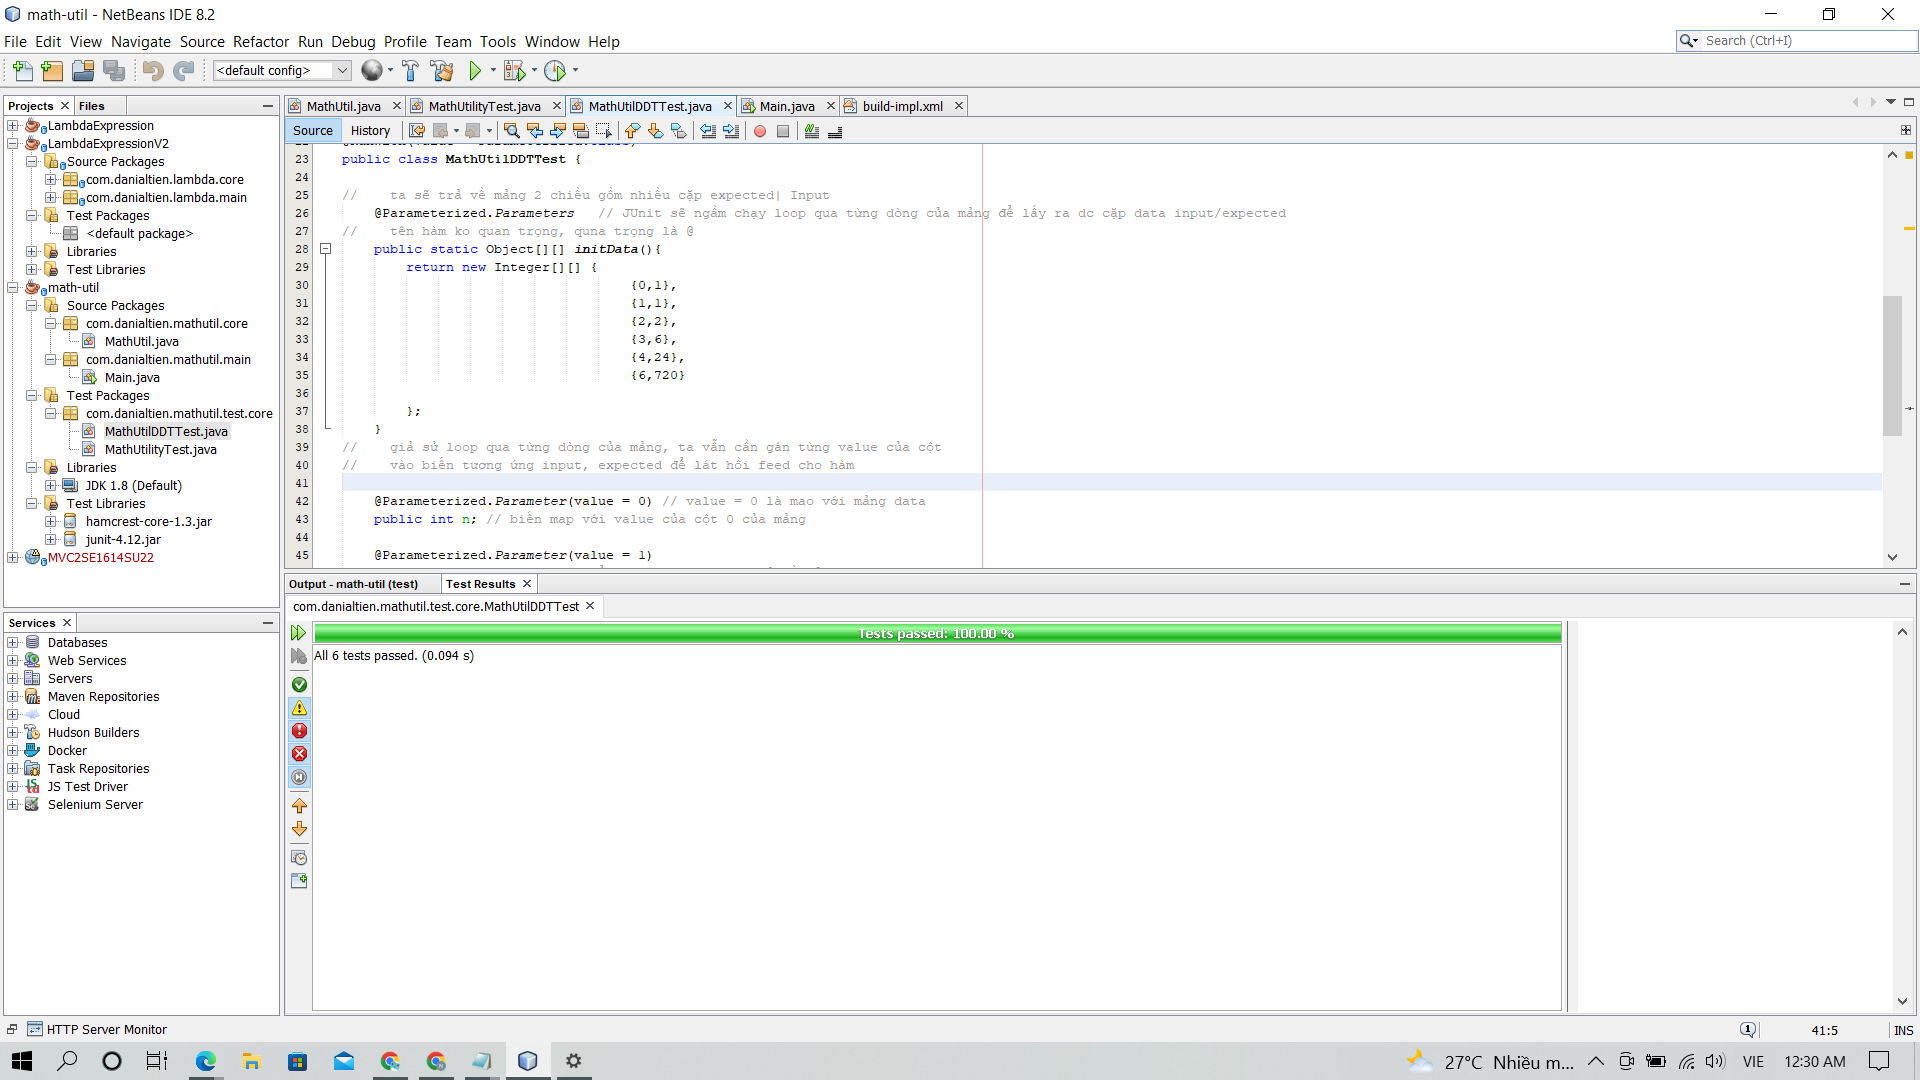 math-util - NetBeans IDE 8.2
File Edit View Navigate Source Refactor Run Debug Profile Team Tools Window Help
Search (Ctrl+I)
<default config>
Projects Files
LambdaExpression
LambdaExpressionV2
Source Packages
com.danialtien.lambda.core
com.danialtien.lambda.main
Test Packages
<default package>
Libraries
Test Libraries
math-util
Source Packages
com.danialtien.mathutil.core
MathUtil.java
com.danialtien.mathutil.main
Main.java
Test Packages
com.danialtien.mathutil.test.core
MathUtilDDTTest.java
MathUtilityTest.java
Libraries
JDK 1.8 (Default)
Test Libraries
hamcrest-core-1.3.jar
junit-4.12.jar
MVC2SE1614SU22
Services
Databases
Web Services
Servers
Maven Repositories
Cloud
Hudson Builders
Docker
Task Repositories
JS Test Driver
Selenium Server
MathUtil.java MathUtilityTest.java MathUtilDDTTest.java Main.java build-impl.xml
Source History
23 public class MathUtilDDTTest {
24
25 // ta sẽ trả về mảng 2 chiều gồm nhiều cặp expected| Input
26 @Parameterized.Parameters // JUnit sẽ ngầm chạy loop qua từng dòng của mảng để lấy ra dc cặp data input/expected
27 // tên hàm ko quan trọng, quna trọng là @
28 public static Object[][] initData(){
29 return new Integer[][] {
30 {0,1},
31 {1,1},
32 {2,2},
33 {3,6},
34 {4,24},
35 {6,720}
36
37 };
38 }
39 // giả sử loop qua từng dòng của mảng, ta vẫn cần gán từng value của cột
40 // vào biến tương ứng input, expected để lát hồi feed cho hàm
41
42 @Parameterized.Parameter(value = 0) // value = 0 là mao với mảng data
43 public int n; // biến map với value của cột 0 của mảng
44
45 @Parameterized.Parameter(value = 1)
Output - math-util (test) Test Results
com.danialtien.mathutil.test.core.MathUtilDDTTest
Tests passed: 100.00 %
All 6 tests passed. (0.094 s)
HTTP Server Monitor
1 41:5 INS
27°C Nhiều m... VIE 12:30 AM